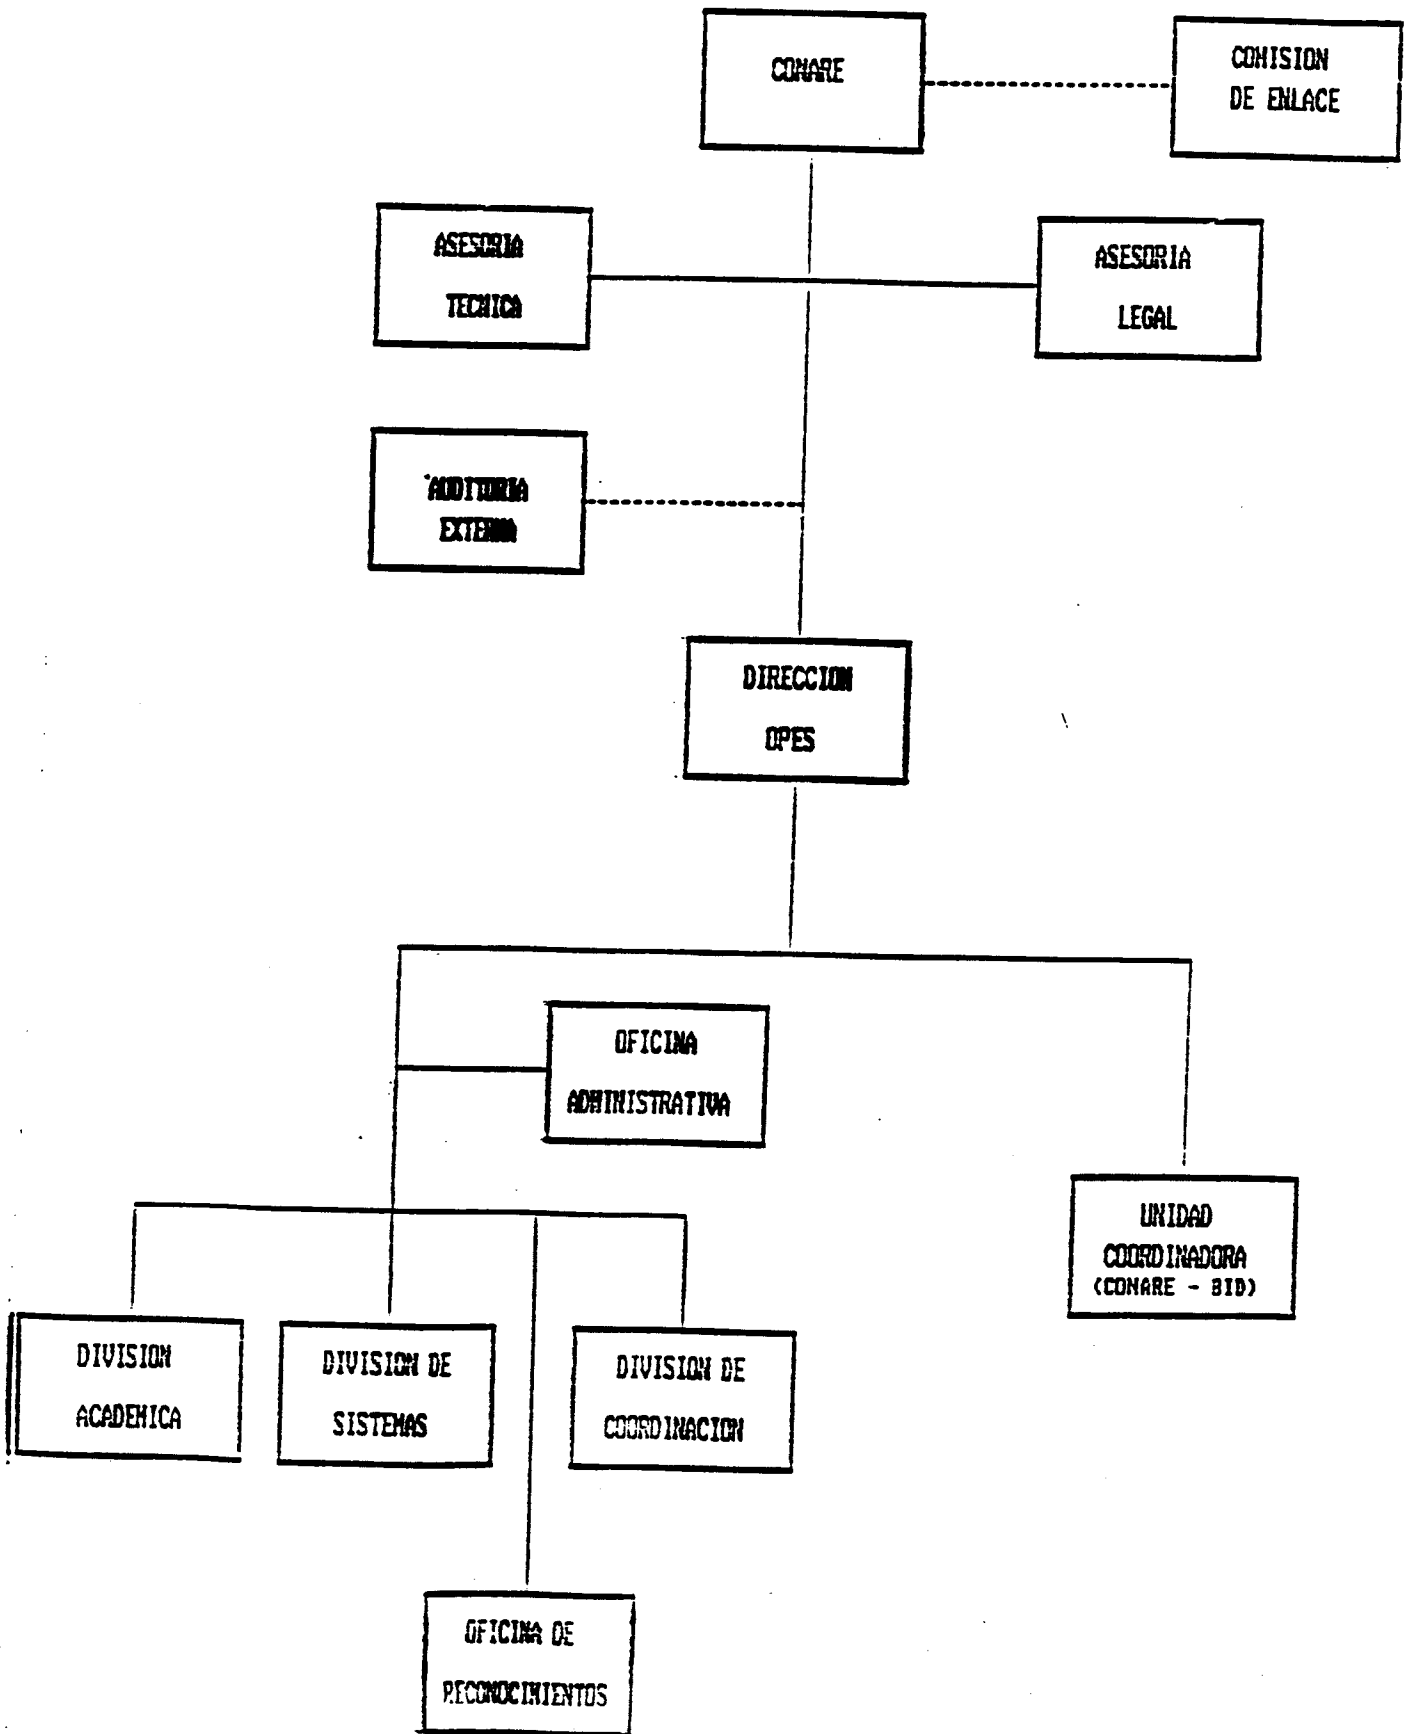 CONARE
COMISION
DE ENLACE
ASESORIA
TECNICA
ASESORIA
LEGAL
AUDITORIA
EXTERNA
DIRECCION
OPES
OFICINA
ADMINISTRATIVA
UNIDAD
COORDINADORA
(CONARE - BID)
DIVISION
ACADEMICA
DIVISION DE
SISTEMAS
DIVISION DE
COORDINACION
OFICINA DE
RECONOCIMIENTOS